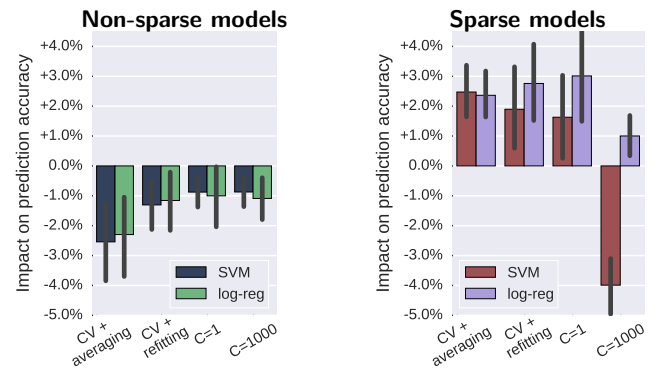 Non-sparse models
Impact on prediction accuracy
+4.0%
+3.0%
+2.0%
+1.0%
0.0%
-1.0%
-2.0%
-3.0%
-4.0%
-5.0%
SVM
log-reg
CV +
averaging
CV +
refitting
C=1
C=1000
Sparse models
Impact on prediction accuracy
+4.0%
+3.0%
+2.0%
+1.0%
0.0%
-1.0%
-2.0%
-3.0%
-4.0%
-5.0%
SVM
log-reg
CV +
averaging
CV +
refitting
C=1
C=1000